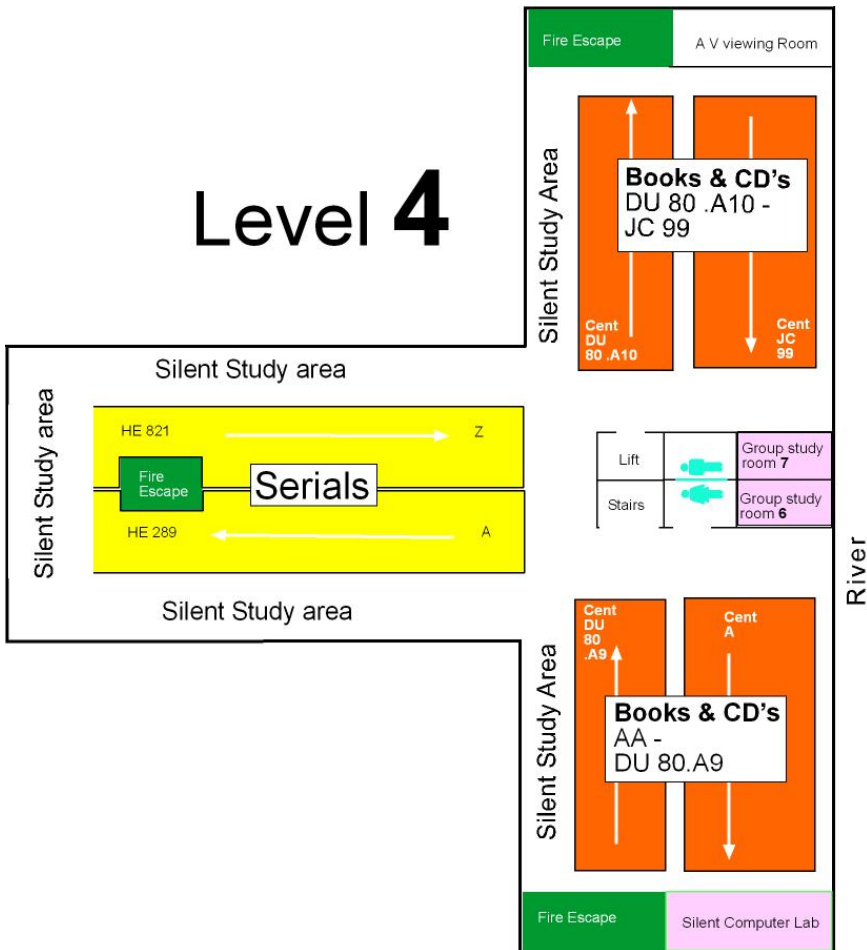 Fire Escape
A V viewing Room
Level 4
Silent Study Area
Books & CD's
DU 80 .A10 -
JC 99
Cent
DU
80 .A10
Cent
JC
99
Silent Study area
Silent Study area
HE 821
Z
Fire
Escape
Serials
HE 289
A
Silent Study area
Lift
Stairs
Group study
room 7
Group study
room 6
River
Cent
DU
80
.A9
Cent
A
Silent Study Area
Books & CD's
AA -
DU 80.A9
Fire Escape
Silent Computer Lab